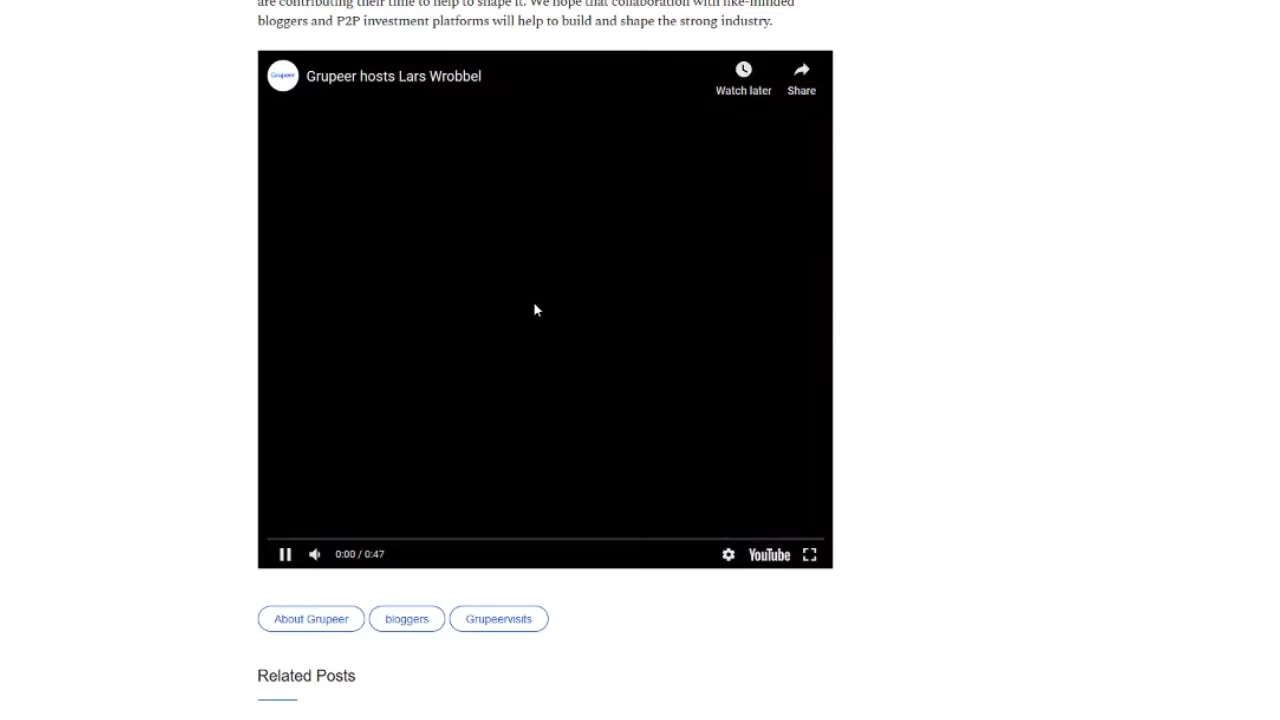 are contributing their time to help to shape it. We hope that collaboration with like-minded
bloggers and P2P investment platforms will help to build and shape the strong industry.
Grupeer
Grupeer hosts Lars Wrobbel
Watch later
Share
0:00 / 0:47
YouTube
About Grupeer
bloggers
Grupeervisits
Related Posts